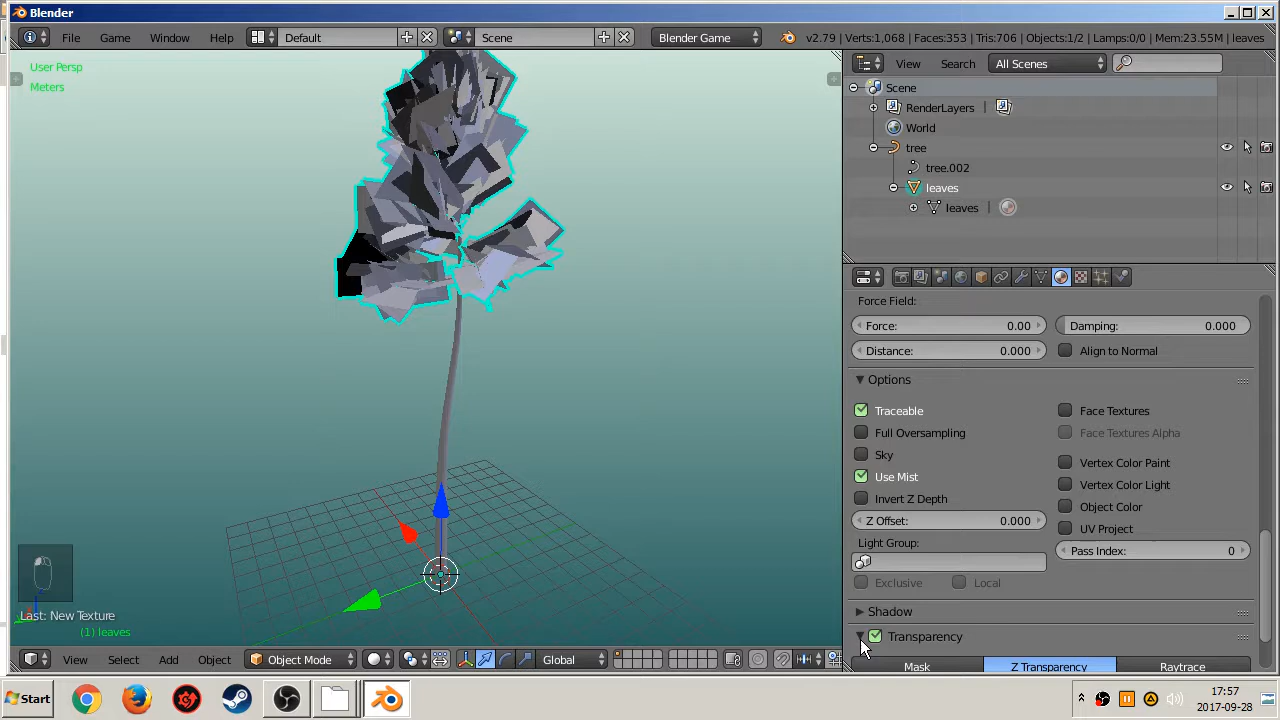 Blender
File Game Window Help Default Scene Blender Game v2.79 | Verts:1,068 | Faces:353 | Tris:706 | Objects:1/2 | Lamps:0/0 | Mem:23.55M | leaves
User Persp
Meters
View Search All Scenes
Scene
RenderLayers
World
tree
tree.002
leaves
leaves
Force Field:
Force: 0.00 Damping: 0.000
Distance: 0.000 Align to Normal
Options
Traceable Face Textures
Full Oversampling Face Textures Alpha
Sky Vertex Color Paint
Use Mist Vertex Color Light
Invert Z Depth Object Color
Z Offset: 0.000 UV Project
Light Group: Pass Index: 0
Exclusive Local
Shadow
Transparency
Mask Z Transparency Raytrace
Last: New Texture
(1) leaves
View Select Add Object Object Mode Global
Start 17:57
2017-09-28